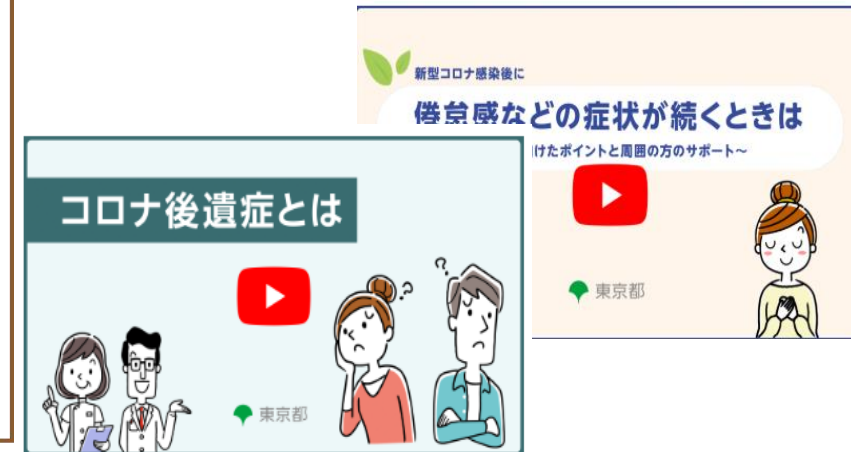 新型コロナ感染後に
倦怠感などの症状が続くときは
けたポイントと周囲の方のサポート～
東京都
コロナ後遺症とは
？
？
東京都